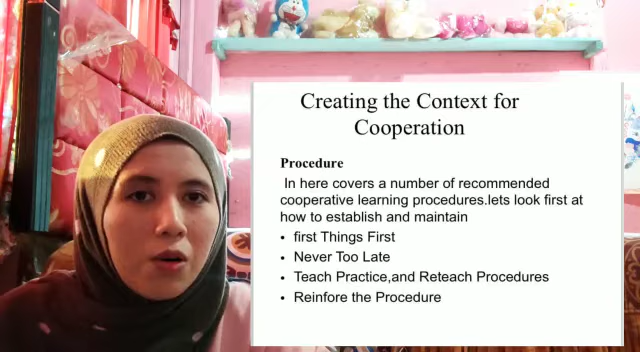 Creating the Context for
Cooperation
Procedure
In here covers a number of recommended
cooperative learning procedures.lets look first at
how to establish and maintain
• first Things First
• Never Too Late
• Teach Practice,and Reteach Procedures
• Reinfore the Procedure